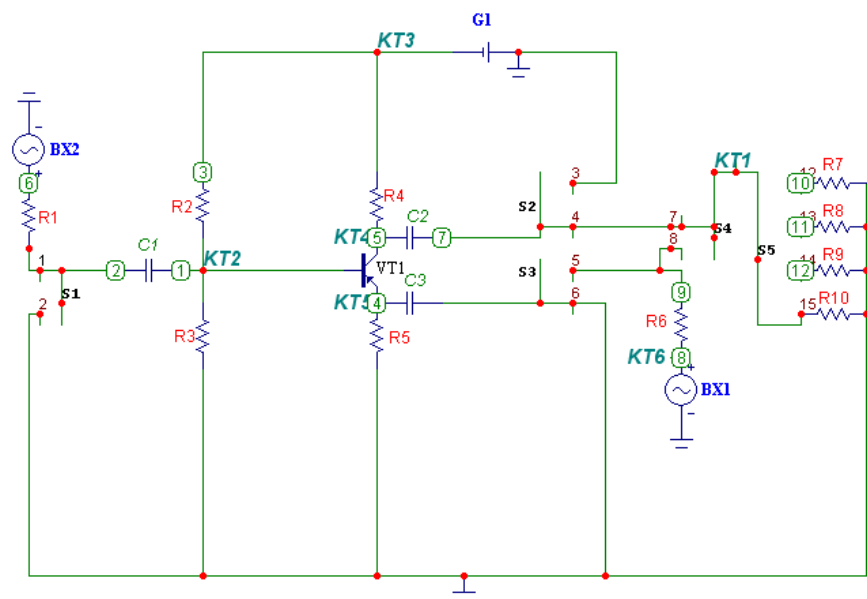 G1
KT3
BX2
6
R1
3
R2
R4
S2
3
4
KT4
5
C2
7
7
8
S4
KT1
S5
12
10
R7
13
11
R8
14
12
R9
15
R10
1
2
S1
2
C1
1
KT2
VT1
S3
5
6
KT5
4
C3
9
R6
R3
R5
KT6
8
BX1